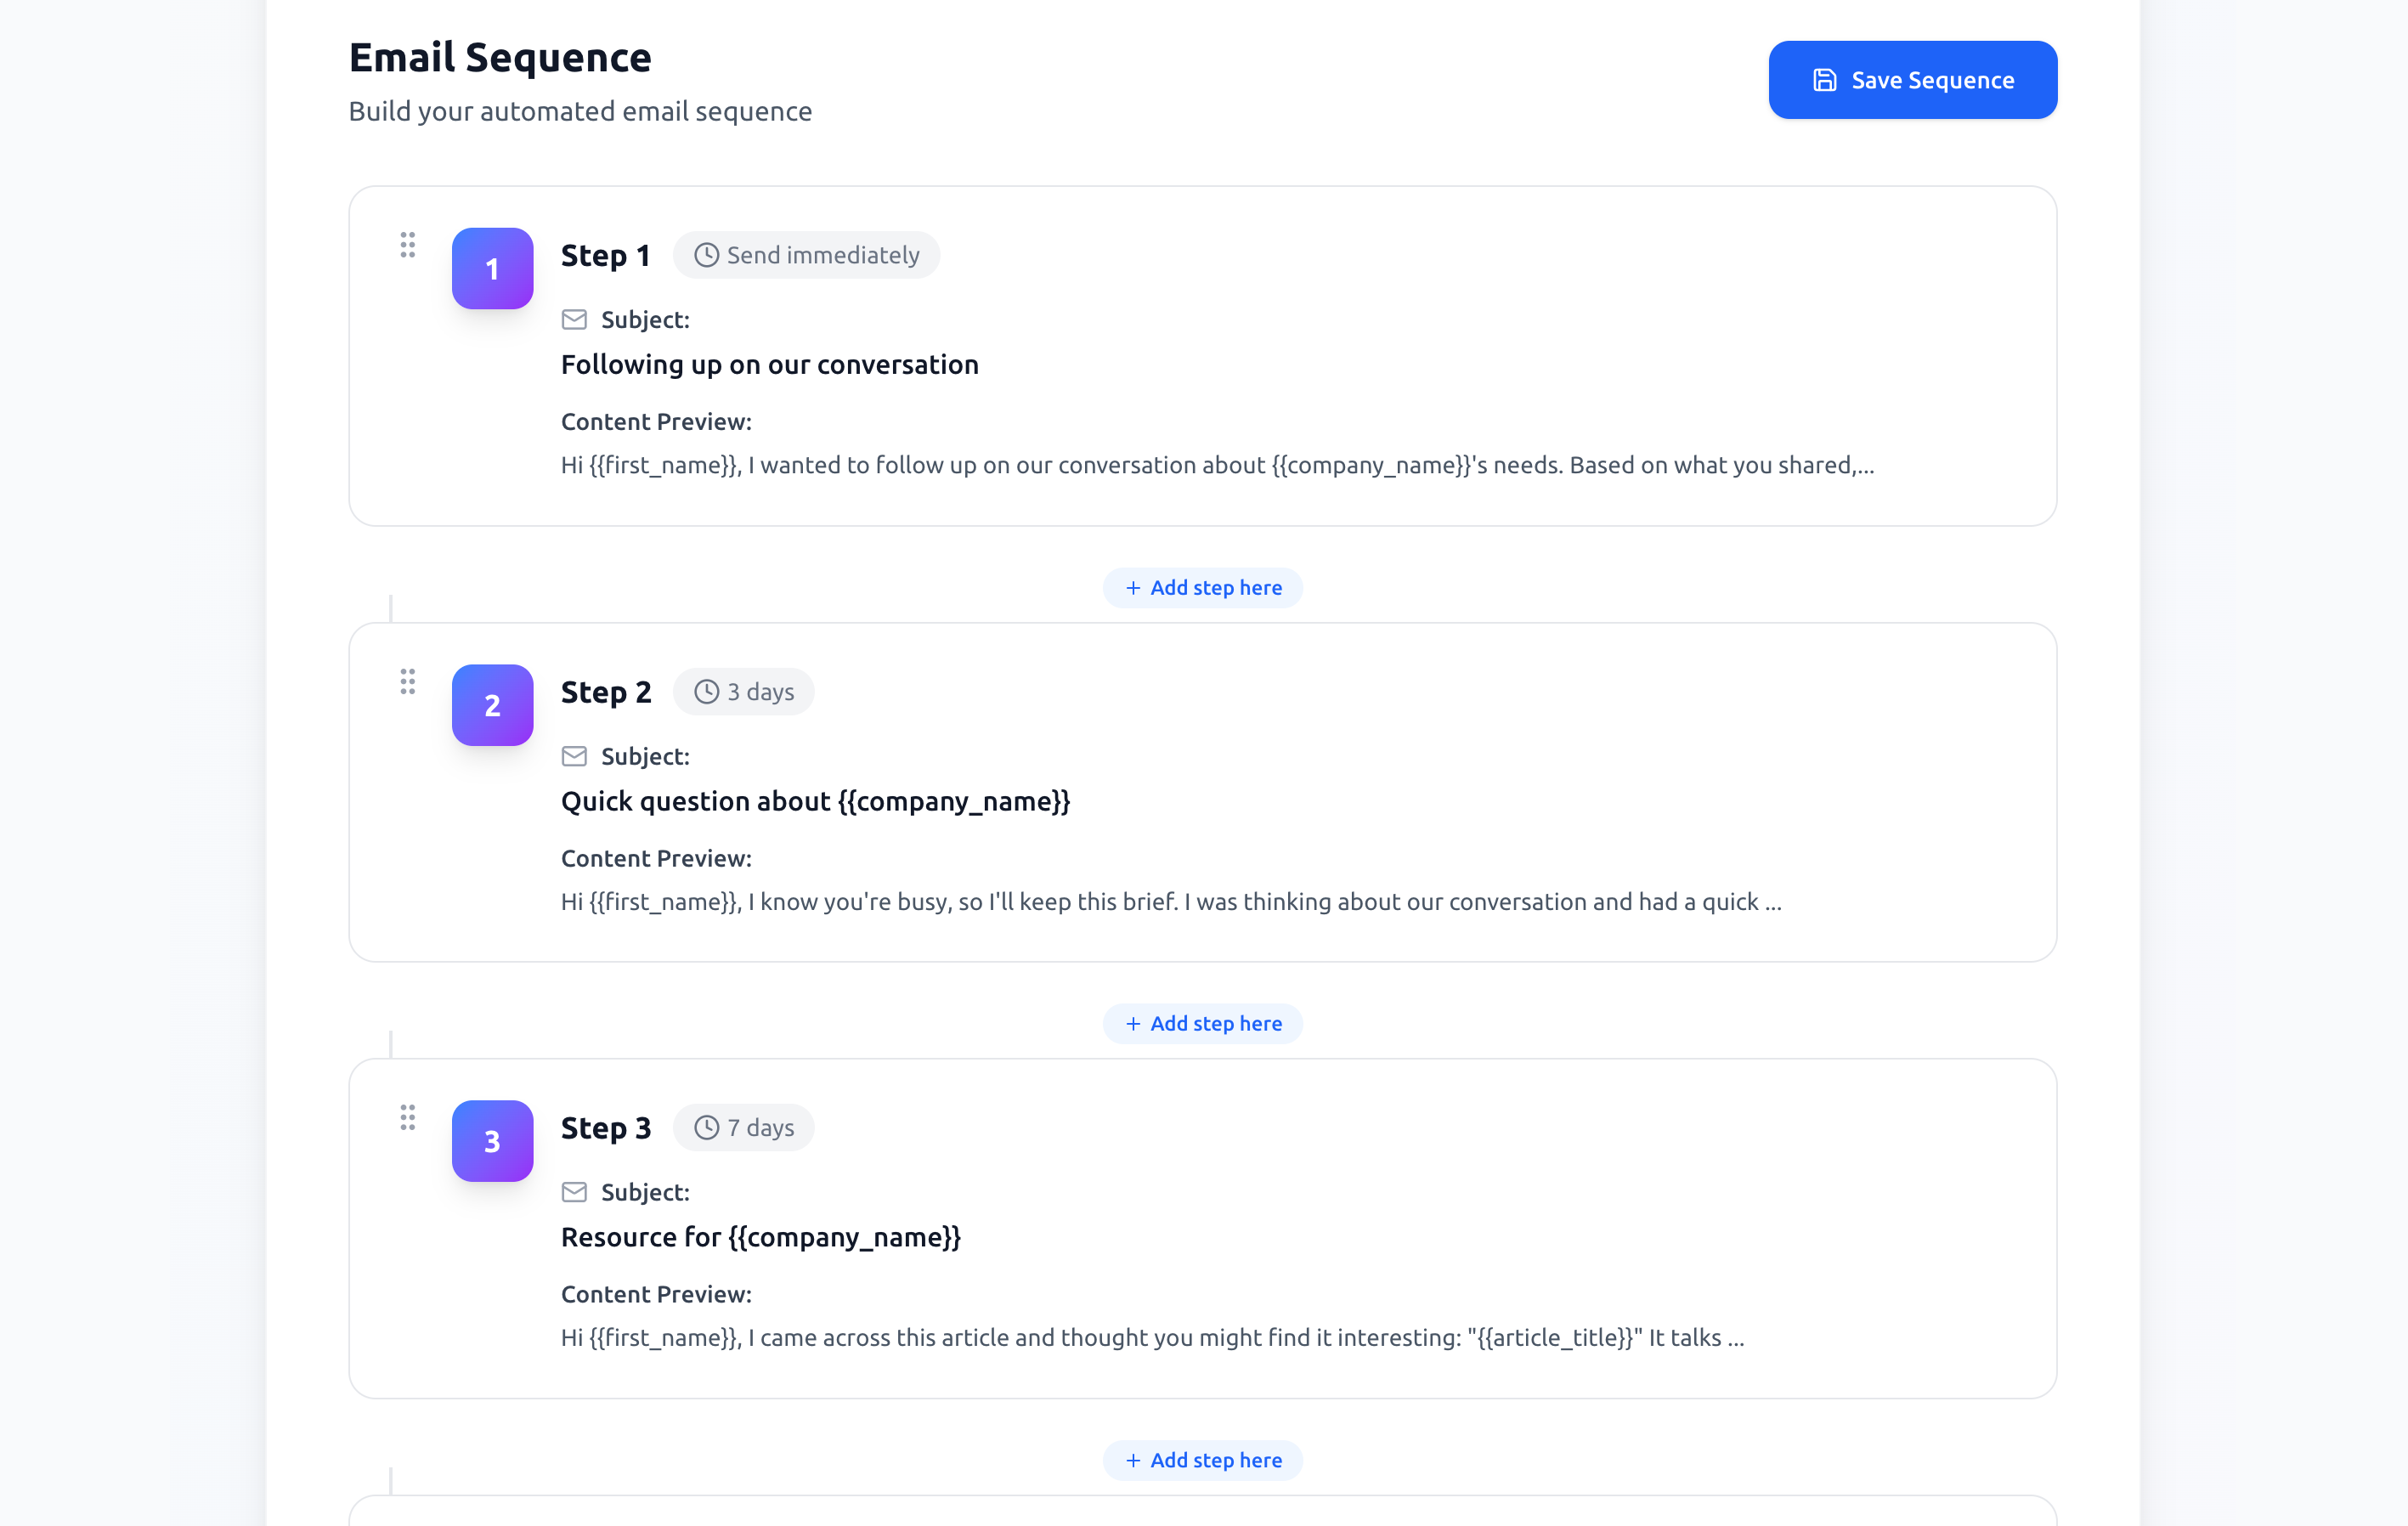 Email Sequence
Build your automated email sequence
Save Sequence
1
Step 1
Send immediately
Subject:
Following up on our conversation
Content Preview:
Hi {{first_name}}, I wanted to follow up on our conversation about {{company_name}}'s needs. Based on what you shared,...
+ Add step here
2
Step 2
3 days
Subject:
Quick question about {{company_name}}
Content Preview:
Hi {{first_name}}, I know you're busy, so I'll keep this brief. I was thinking about our conversation and had a quick ...
+ Add step here
3
Step 3
7 days
Subject:
Resource for {{company_name}}
Content Preview:
Hi {{first_name}}, I came across this article and thought you might find it interesting: "{{article_title}}" It talks ...
+ Add step here